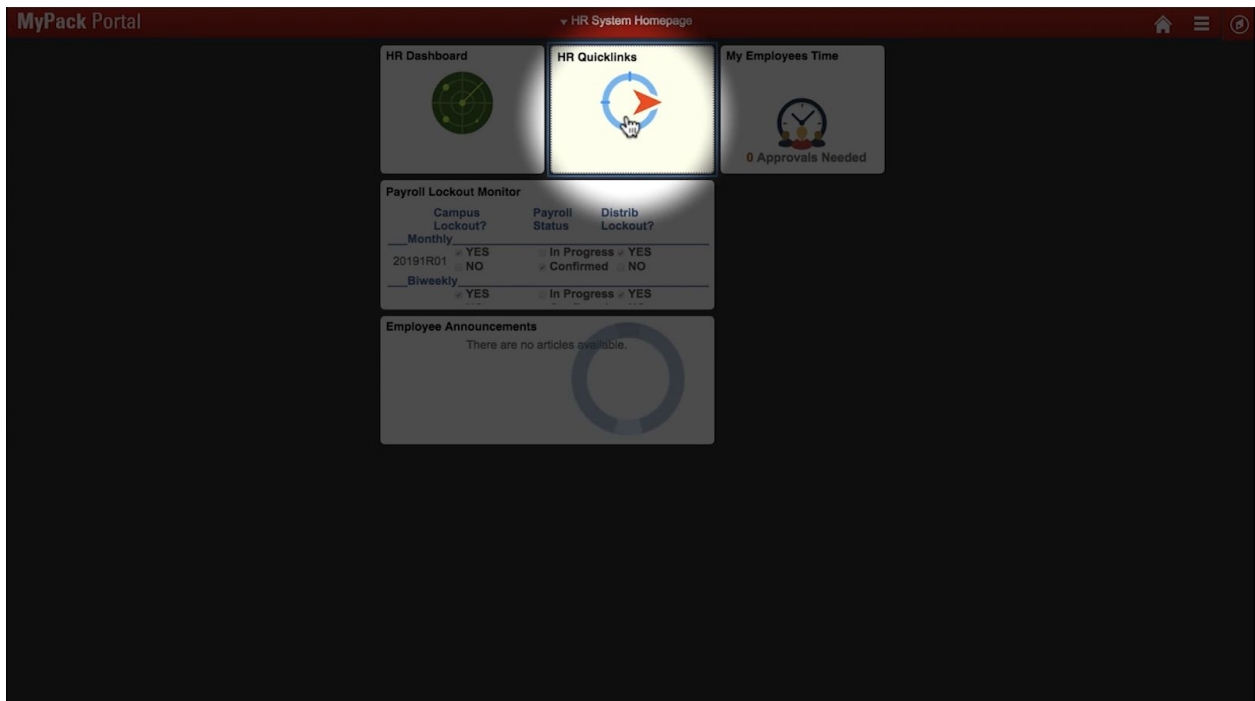 MyPack Portal
HR System Homepage
HR Dashboard
HR Quicklinks
My Employees Time
0 Approvals Needed
Payroll Lockout Monitor
Campus Payroll Distrib
Lockout? Status Lockout?
Monthly
YES In Progress YES
20191R01
NO Confirmed NO
Biweekly
YES In Progress YES
Employee Announcements
There are no articles available.